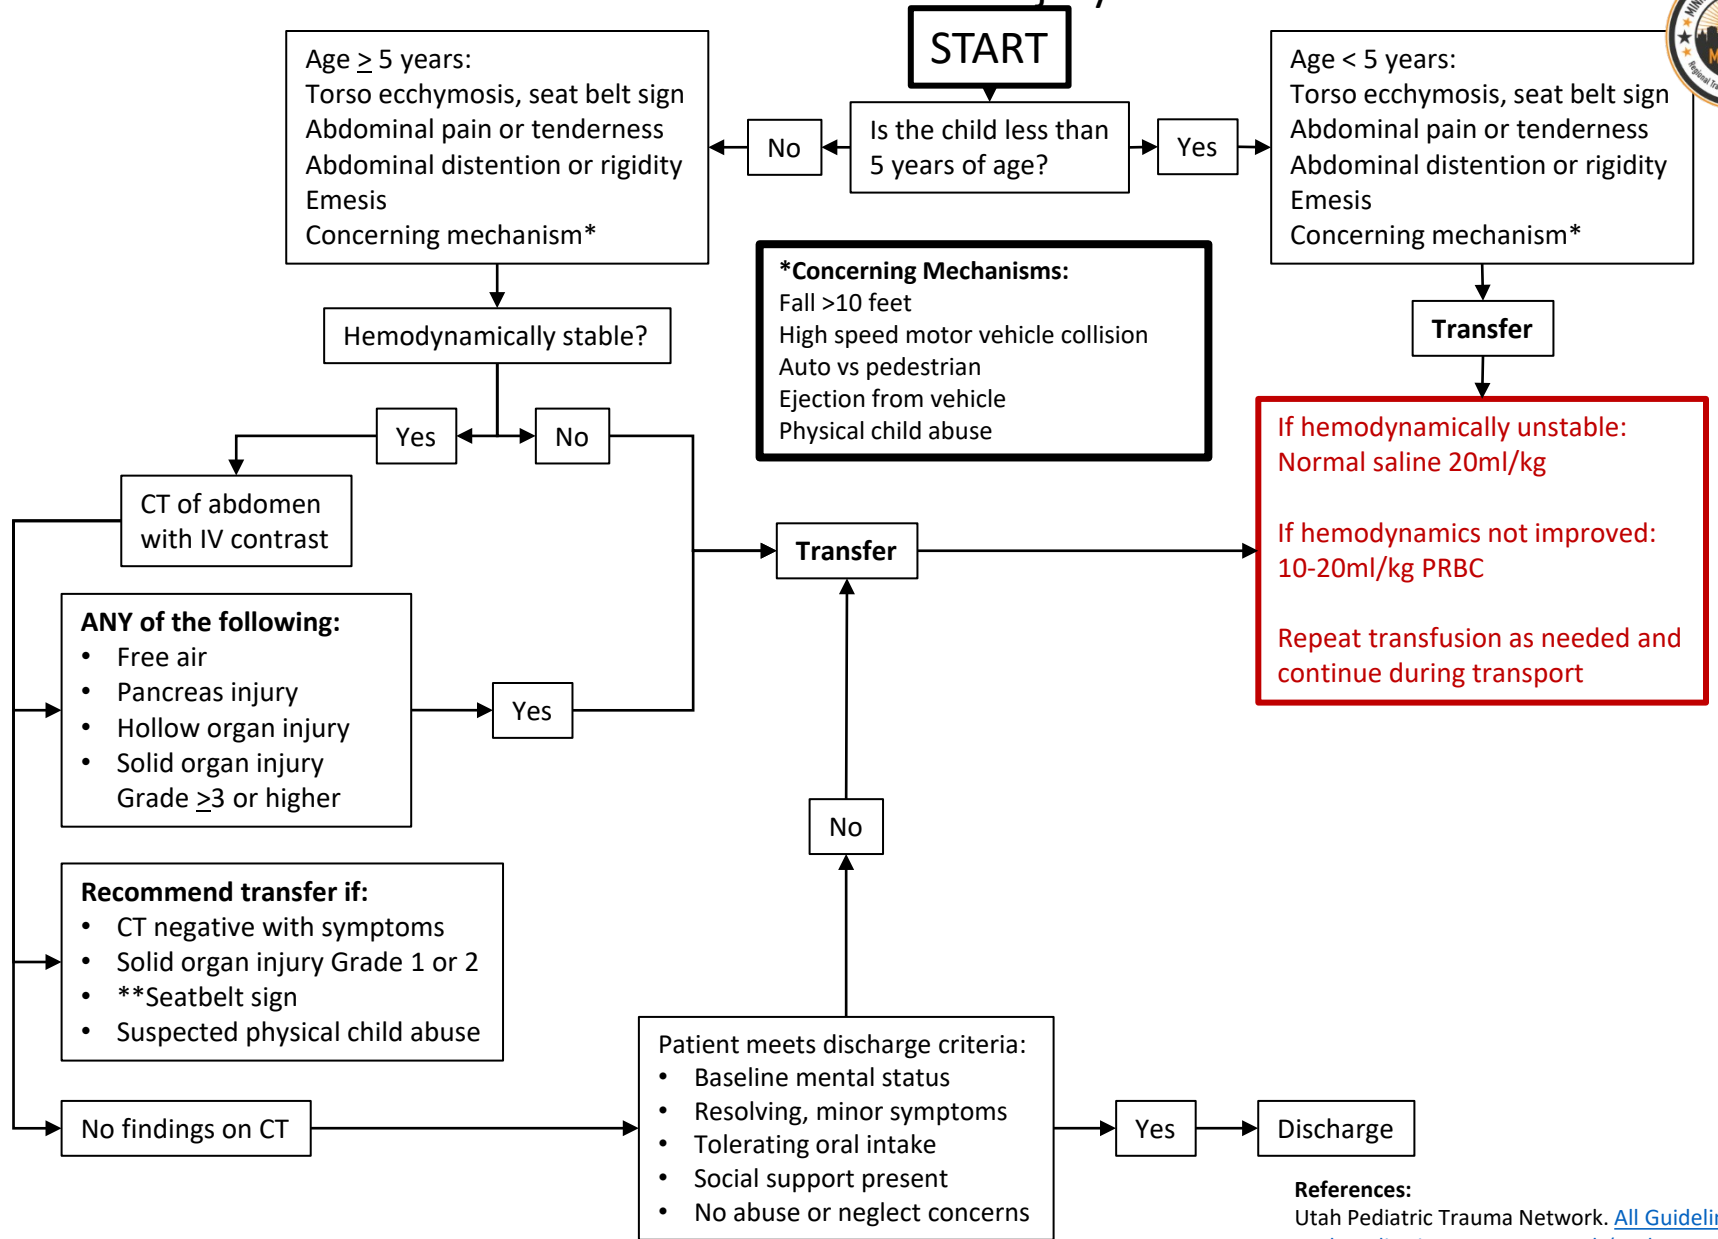 START
Age ≥ 5 years:
Torso ecchymosis, seat belt sign
Abdominal pain or tenderness
Abdominal distention or rigidity
Emesis
Concerning mechanism*
No
Is the child less than
5 years of age?
Yes
Age < 5 years:
Torso ecchymosis, seat belt sign
Abdominal pain or tenderness
Abdominal distention or rigidity
Emesis
Concerning mechanism*
*Concerning Mechanisms:
Fall >10 feet
High speed motor vehicle collision
Auto vs pedestrian
Ejection from vehicle
Physical child abuse
Hemodynamically stable?
Transfer
Yes
No
If hemodynamically unstable:
Normal saline 20ml/kg
If hemodynamics not improved:
10-20ml/kg PRBC
Repeat transfusion as needed and
continue during transport
CT of abdomen
with IV contrast
Transfer
ANY of the following:
• Free air
• Pancreas injury
• Hollow organ injury
• Solid organ injury
Grade ≥3 or higher
Yes
No
Recommend transfer if:
• CT negative with symptoms
• Solid organ injury Grade 1 or 2
• **Seatbelt sign
• Suspected physical child abuse
No findings on CT
Patient meets discharge criteria:
• Baseline mental status
• Resolving, minor symptoms
• Tolerating oral intake
• Social support present
• No abuse or neglect concerns
Yes
Discharge
References:
Utah Pediatric Trauma Network. All Guidelin